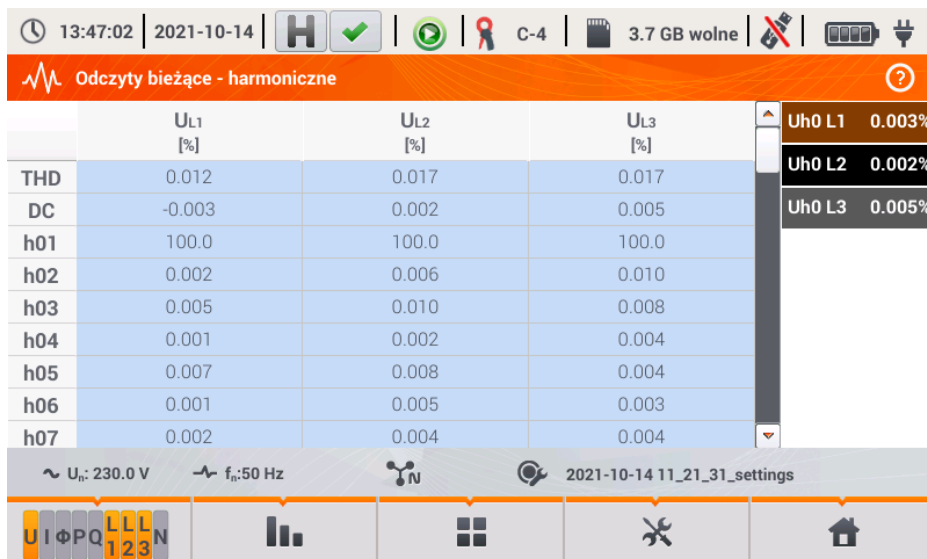 13:47:02 2021-10-14 H C-4 3.7 GB wolne
Odczyty bieżące - harmoniczne ?
UL1 UL2 UL3
[%] [%] [%]
THD 0.012 0.017 0.017
DC -0.003 0.002 0.005
h01 100.0 100.0 100.0
h02 0.002 0.006 0.010
h03 0.005 0.010 0.008
h04 0.001 0.002 0.004
h05 0.007 0.008 0.004
h06 0.001 0.005 0.003
h07 0.002 0.004 0.004
Uh0 L1 0.003%
Uh0 L2 0.002%
Uh0 L3 0.005%
Un: 230.0 V fn:50 Hz N 2021-10-14 11_21_31_settings
U I Φ P Q L1 L2 L3 N